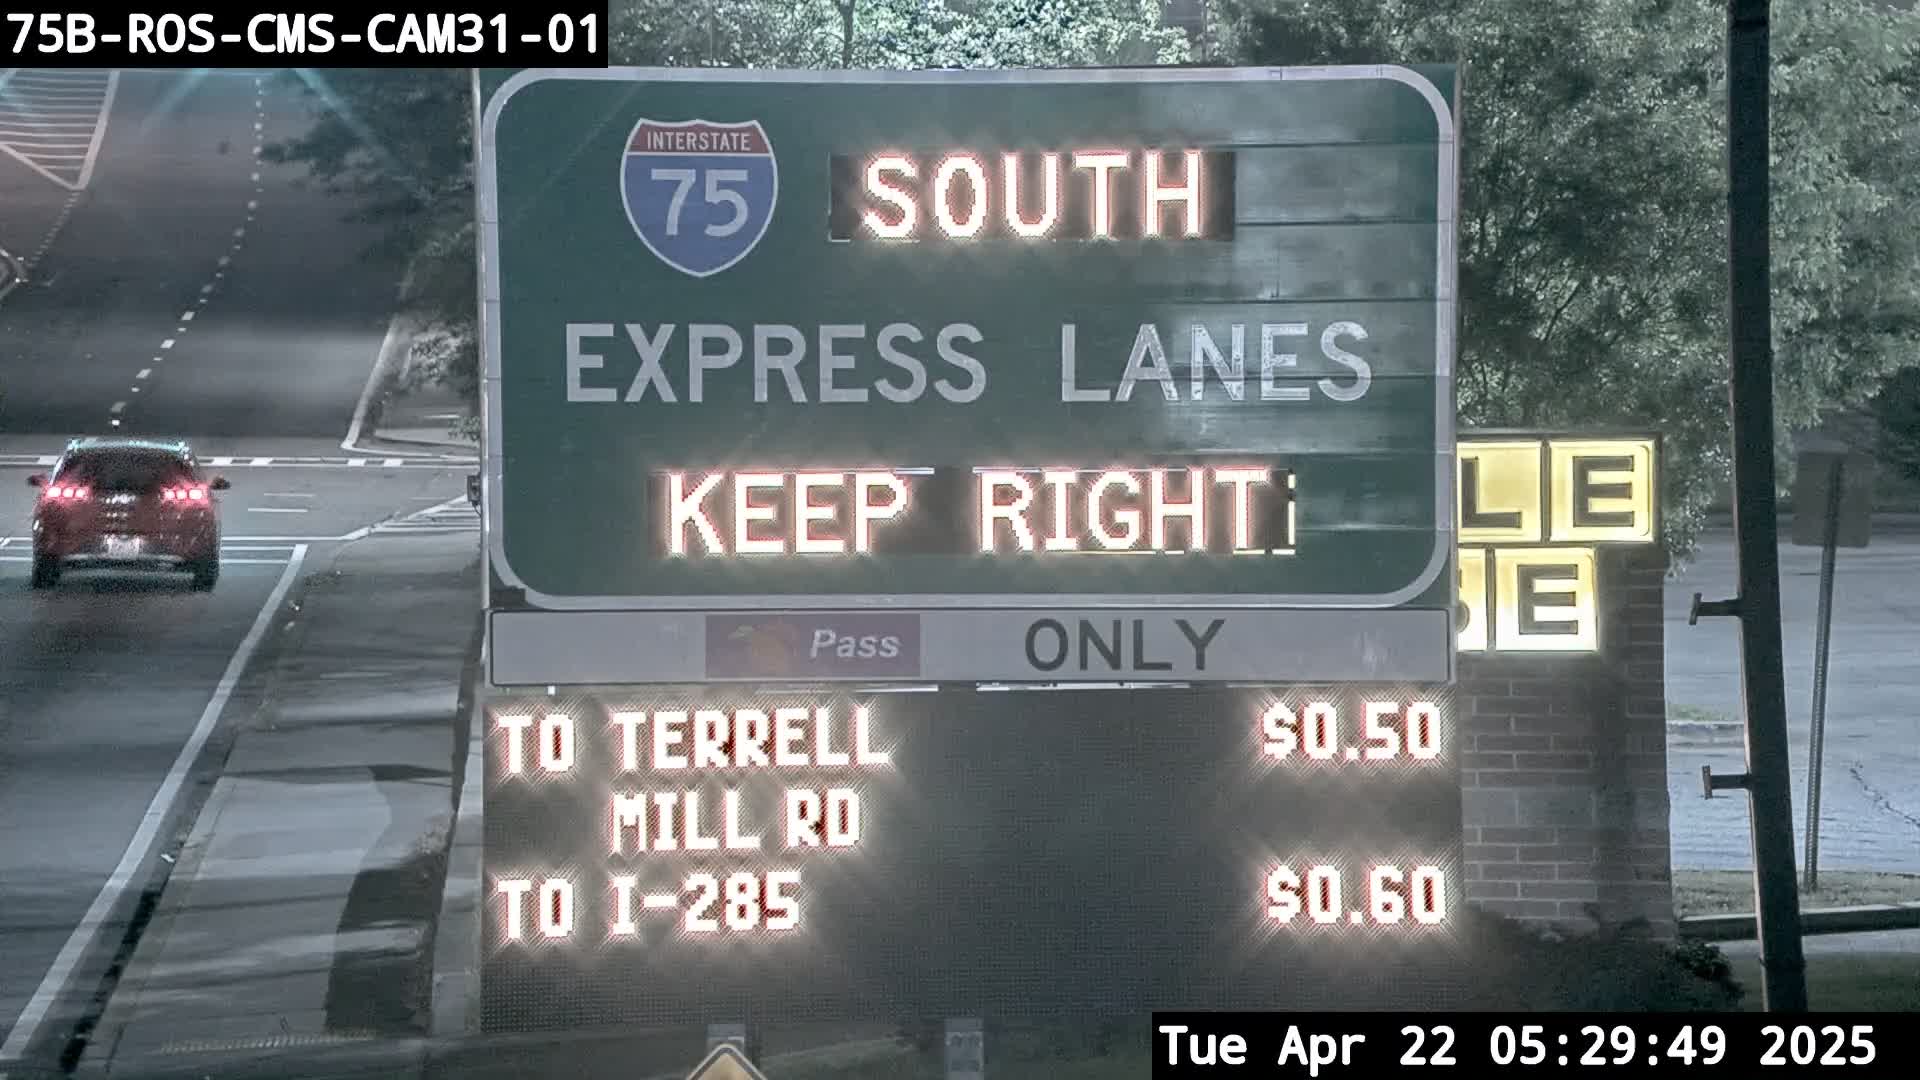 75B-ROS-CMS-CAM31-01
INTERSTATE
75
SOUTH
EXPRESS LANES
KEEP RIGHT
LE
E
Pass ONLY
TO TERRELL $0.50
MILL RD
TO I-285 $0.60
Tue Apr 22 05:29:49 2025